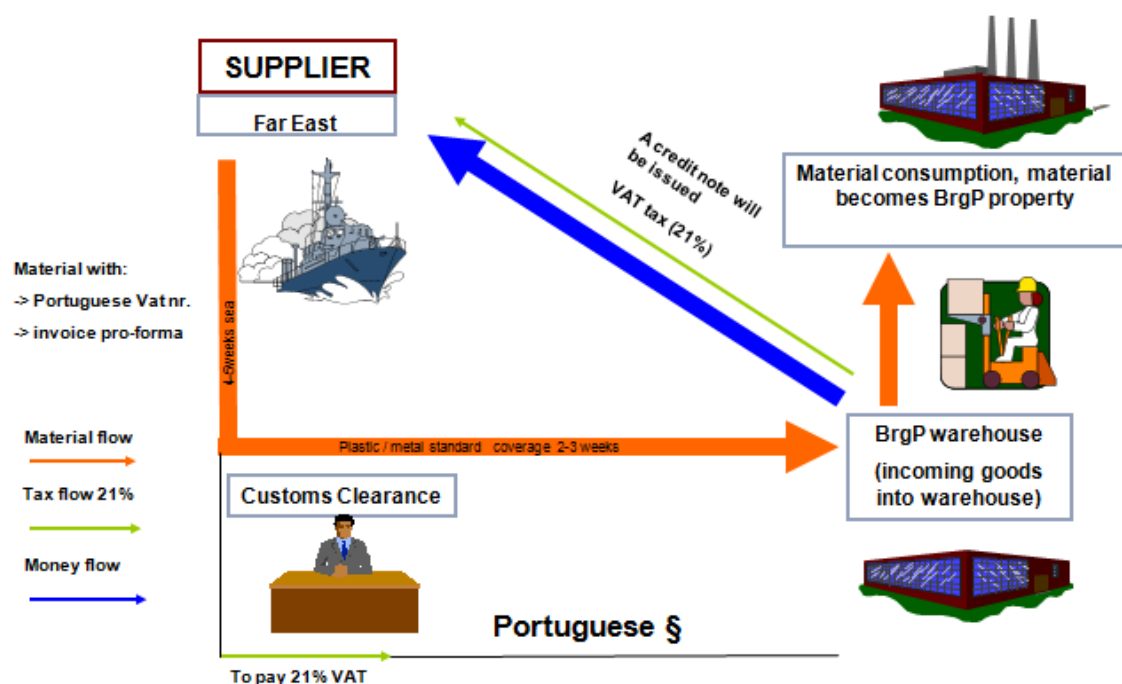 SUPPLIER
Far East
A credit note will
be issued
VAT tax (21%)
Material consumption, material
becomes BrgP property
Material with:
-> Portuguese Vat nr.
-> invoice pro-forma
4-5weeks sea
Plastic / metal standard coverage 2-3 weeks
BrgP warehouse
(incoming goods
into warehouse)
Material flow
Tax flow 21%
Money flow
Customs Clearance
Portuguese §
To pay 21% VAT